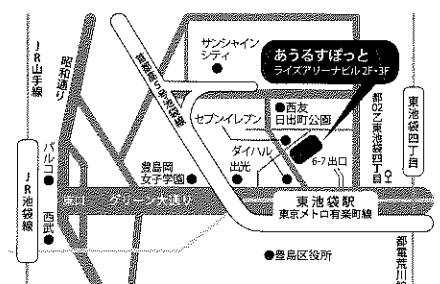 JR山手線
昭和通り
サンシャイン
シティ
首都高速5号池袋線
あうるすぽっと
ライズアリーナビル 2F・3F
西友
日出町公園
セブンイレブン
ダイハツ
出光
6・7出口
都02乙東池袋四丁目
東池袋四丁目
パルコ
JR池袋線
西武
東口
グリーン大通り
豊島岡
女子学園
東池袋駅
東京メトロ有楽町線
豊島区役所
都電荒川線